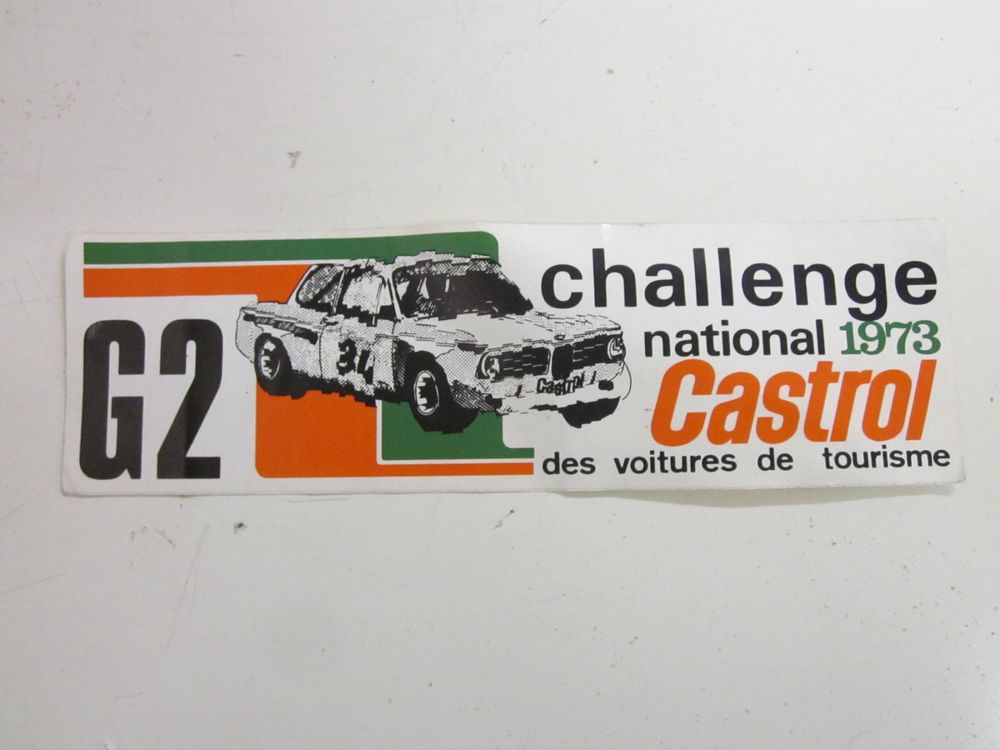 G2
34
Castrol
challenge
national 1973
Castrol
des voitures de tourisme